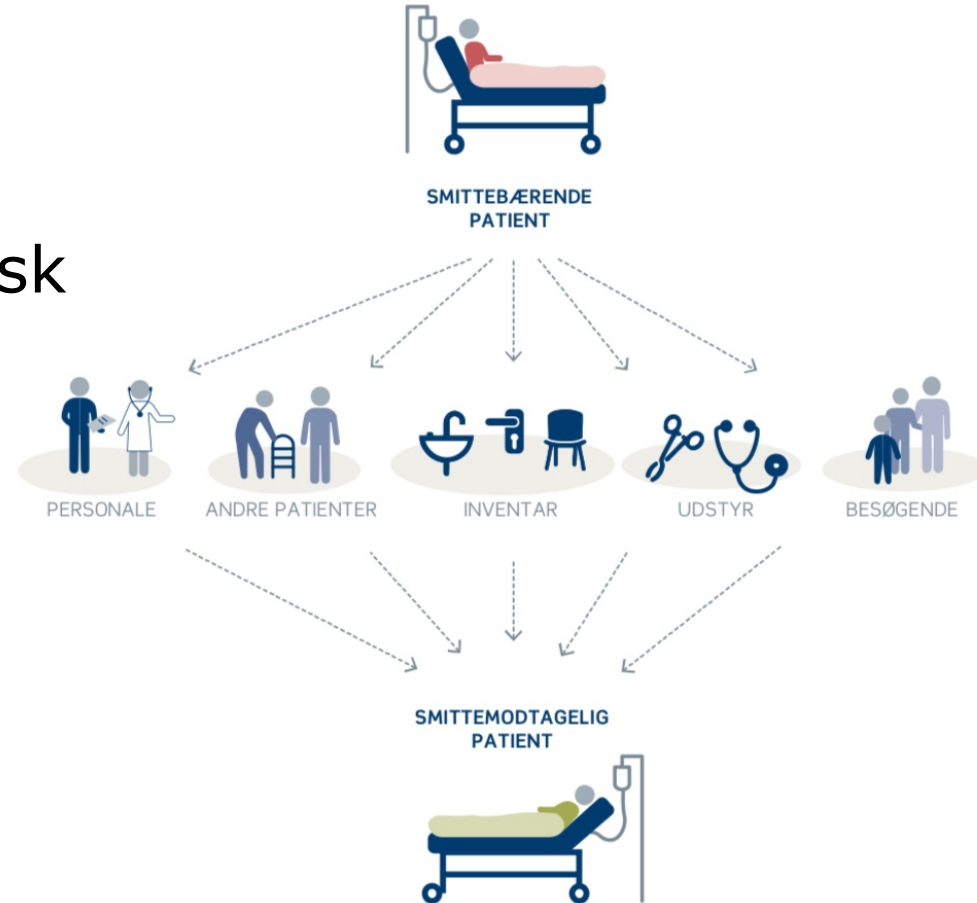 SMITTEBÆRENDE
PATIENT
sk
PERSONALE
ANDRE PATIENTER
INVENTAR
UDSTYR
BESØGENDE
SMITTEMODTAGELIG
PATIENT